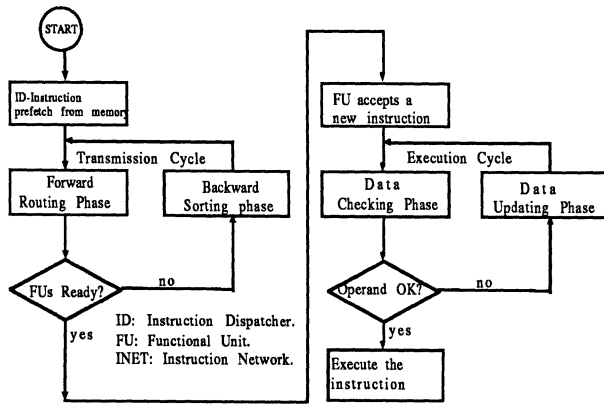 START
ID-Instruction
prefetch from memory
Transmission Cycle
Forward
Routing Phase
Backward
Sorting phase
FUs Ready?
no
yes
ID: Instruction Dispatcher.
FU: Functional Unit.
INET: Instruction Network.
FU accepts a
new instruction
Execution Cycle
Data
Checking Phase
Data
Updating Phase
Operand OK?
no
yes
Execute the
instruction